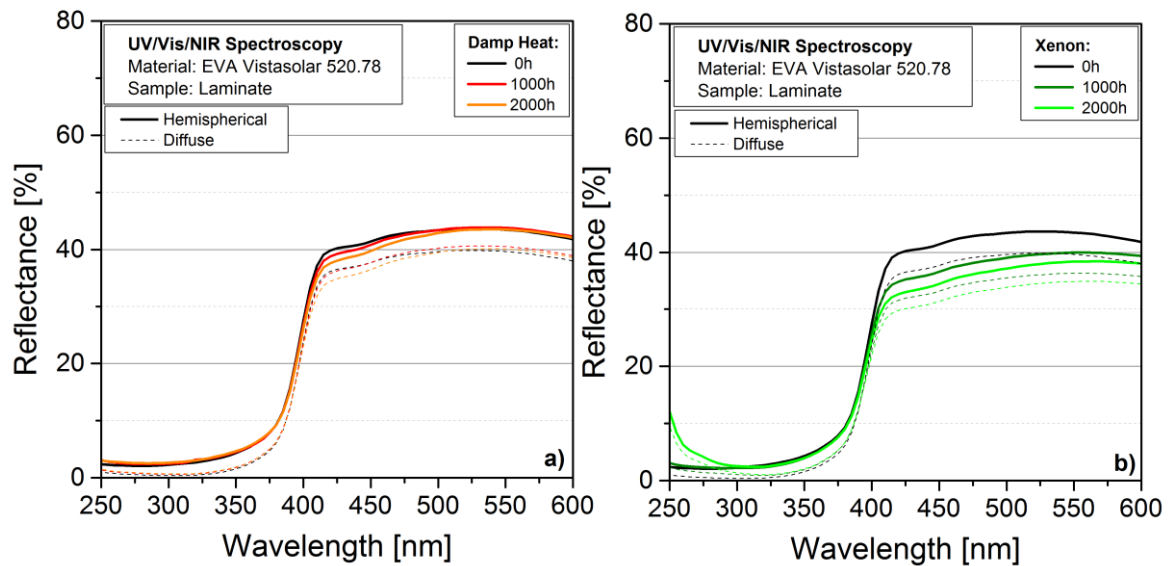 80
60
40
20
0
Reflectance [%]
UV/Vis/NIR Spectroscopy
Material: EVA Vistasolar 520.78
Sample: Laminate
Hemispherical
Diffuse
Damp Heat:
0h
1000h
2000h
a)
250 300 350 400 450 500 550 600
Wavelength [nm]
80
60
40
20
0
Reflectance [%]
UV/Vis/NIR Spectroscopy
Material: EVA Vistasolar 520.78
Sample: Laminate
Hemispherical
Diffuse
Xenon:
0h
1000h
2000h
b)
250 300 350 400 450 500 550 600
Wavelength [nm]